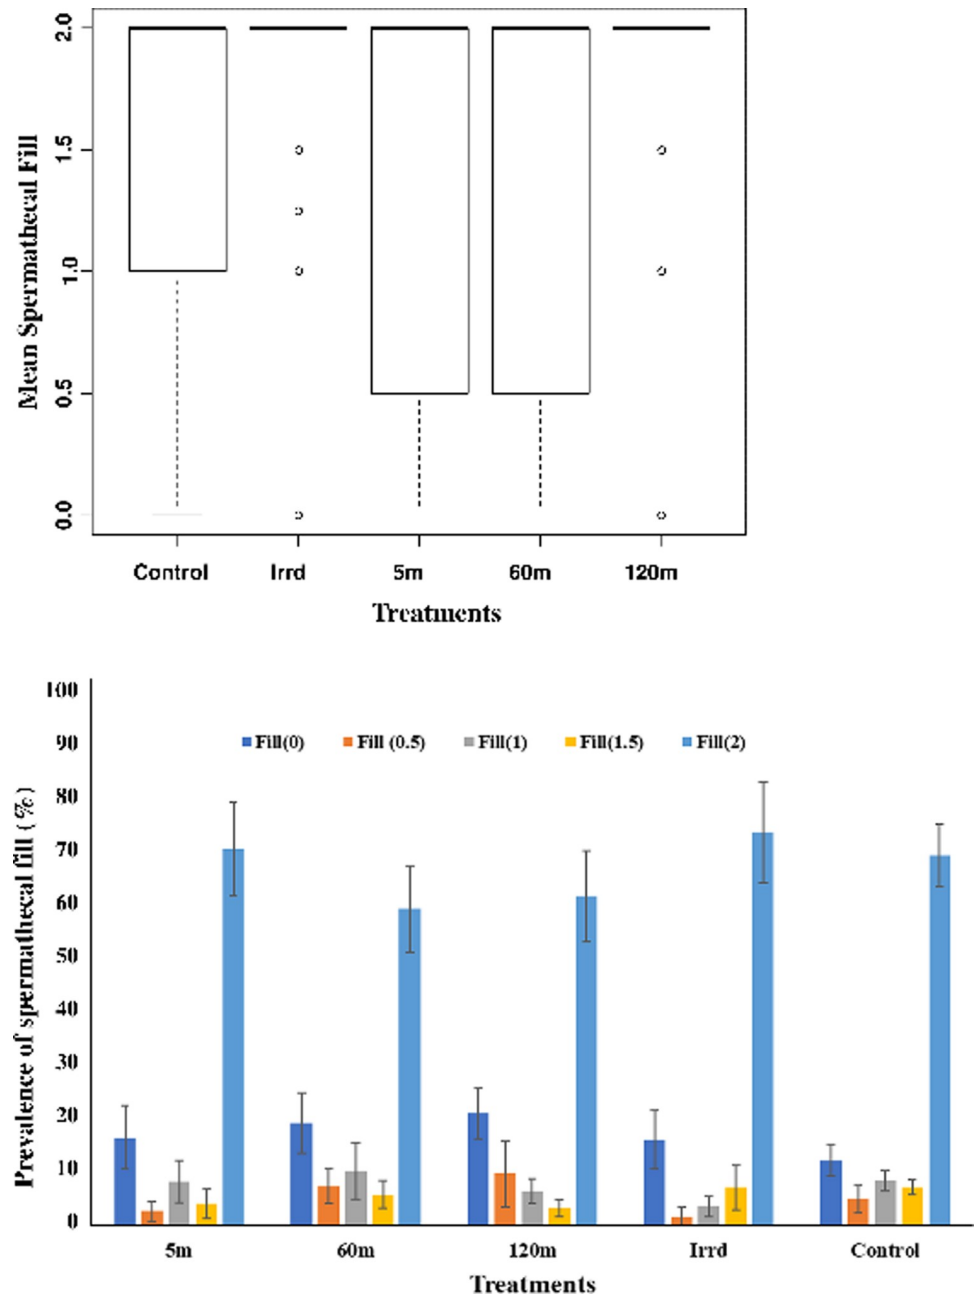 Mean Spermathecal Fill
2.0
1.5
1.0
0.5
0.0
Control Irrd 5m 60m 120m
Treatments
Prevalence of spermathecal fill (%)
100
90
80
70
60
50
40
30
20
10
0
Fill(0) Fill (0.5) Fill(1) Fill(1.5) Fill(2)
5m 60m 120m Irrd Control
Treatments